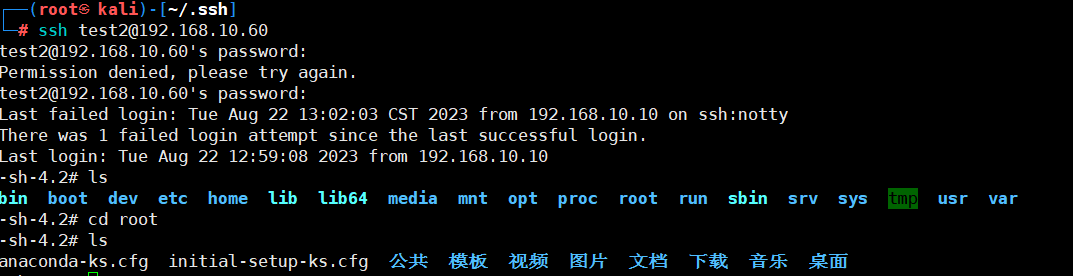 ┌──(root㉿kali)-[~/.ssh]
└─# ssh test2@192.168.10.60
test2@192.168.10.60's password:
Permission denied, please try again.
test2@192.168.10.60's password:
Last failed login: Tue Aug 22 13:02:03 CST 2023 from 192.168.10.10 on ssh:notty
There was 1 failed login attempt since the last successful login.
Last login: Tue Aug 22 12:59:08 2023 from 192.168.10.10
-sh-4.2# ls
bin boot dev etc home lib lib64 media mnt opt proc root run sbin srv sys tmp usr var
-sh-4.2# cd root
-sh-4.2# ls
anaconda-ks.cfg initial-setup-ks.cfg 公共 模板 视频 图片 文档 下载 音乐 桌面